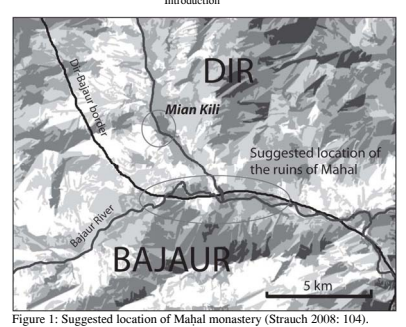 Introduction
DIR
Dir-Bajaur border
Mian Kili
Suggested location of
the ruins of Mahal
Bajaur River
BAJAUR
5 km
Figure 1: Suggested location of Maḥal monastery (Strauch 2008: 104).